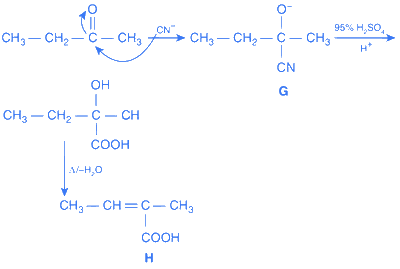 O O⁻
CH₃ — CH₂ — C — CH₃ CN⁻ CH₃ — CH₂ — C — CH₃ 95% H₂SO₄
H⁺
CN
G
OH
CH₃ — CH₂ — C — CH
COOH
Λ/−H₂O
CH₃ — CH = C — CH₃
COOH
H